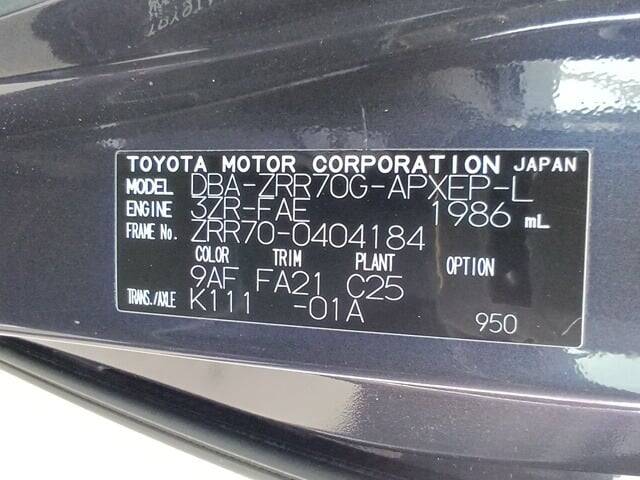 TOYOTA MOTOR CORPORATION JAPAN
MODEL DBA-ZRR70G-APXEP-L
ENGINE 3ZR-FAE 1986 mL
FRAME No. ZRR70-0404184
COLOR TRIM PLANT OPTION
9AF FA21 C25
TRANS./AXLE K111 -01A
950